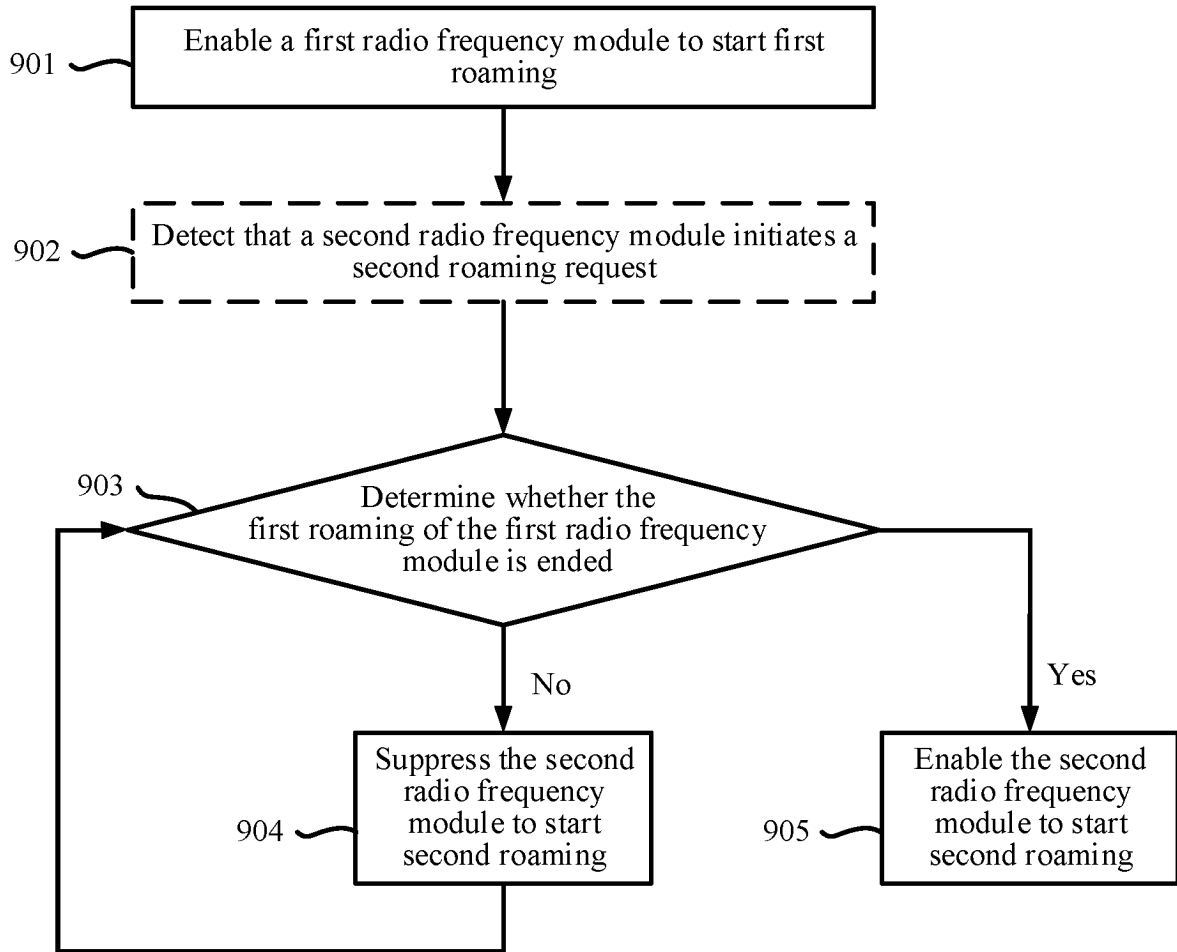 901
Enable a first radio frequency module to start first
roaming
902
Detect that a second radio frequency module initiates a
second roaming request
903
Determine whether the
first roaming of the first radio frequency
module is ended
No
Yes
904
Suppress the second
radio frequency
module to start
second roaming
905
Enable the second
radio frequency
module to start
second roaming